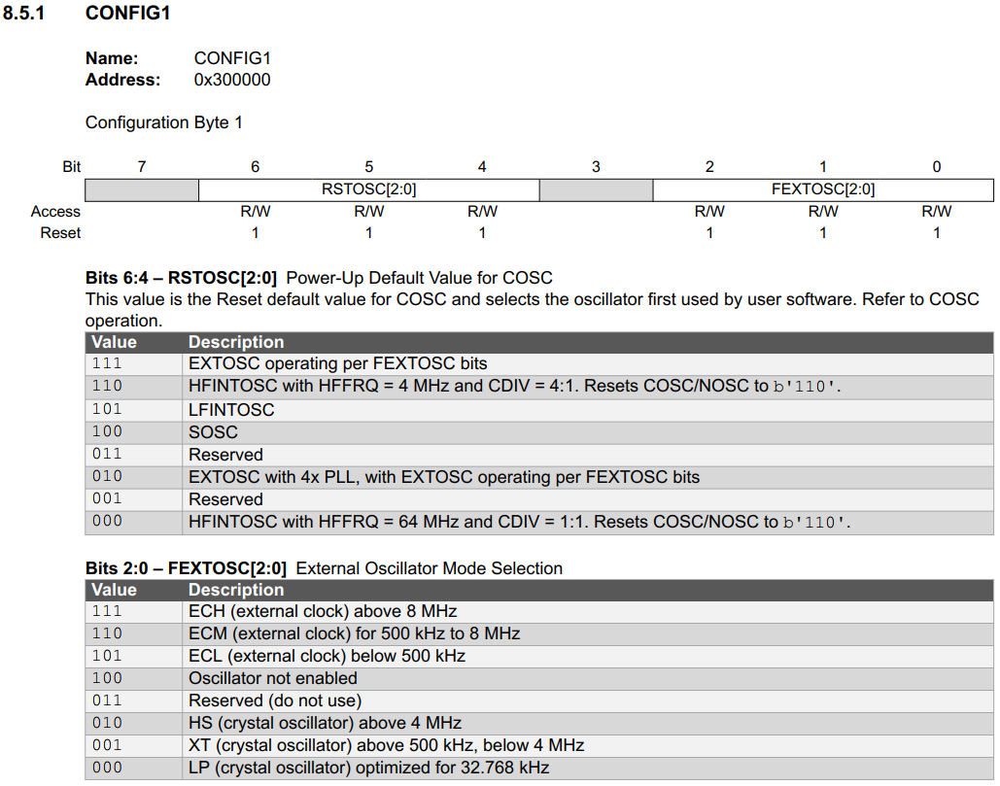 8.5.1 CONFIG1
Name: CONFIG1
Address: 0x300000
Configuration Byte 1
Bit 7 6 5 4 3 2 1 0
RSTOSC[2:0] FEXTOSC[2:0]
Access R/W R/W R/W R/W R/W R/W
Reset 1 1 1 1 1 1
Bits 6:4 – RSTOSC[2:0] Power-Up Default Value for COSC
This value is the Reset default value for COSC and selects the oscillator first used by user software. Refer to COSC
operation.
Value Description
111 EXTOSC operating per FEXTOSC bits
110 HFINTOSC with HFFRQ = 4 MHz and CDIV = 4:1. Resets COSC/NOSC to b'110'.
101 LFINTOSC
100 SOSC
011 Reserved
010 EXTOSC with 4x PLL, with EXTOSC operating per FEXTOSC bits
001 Reserved
000 HFINTOSC with HFFRQ = 64 MHz and CDIV = 1:1. Resets COSC/NOSC to b'110'.
Bits 2:0 – FEXTOSC[2:0] External Oscillator Mode Selection
Value Description
111 ECH (external clock) above 8 MHz
110 ECM (external clock) for 500 kHz to 8 MHz
101 ECL (external clock) below 500 kHz
100 Oscillator not enabled
011 Reserved (do not use)
010 HS (crystal oscillator) above 4 MHz
001 XT (crystal oscillator) above 500 kHz, below 4 MHz
000 LP (crystal oscillator) optimized for 32.768 kHz